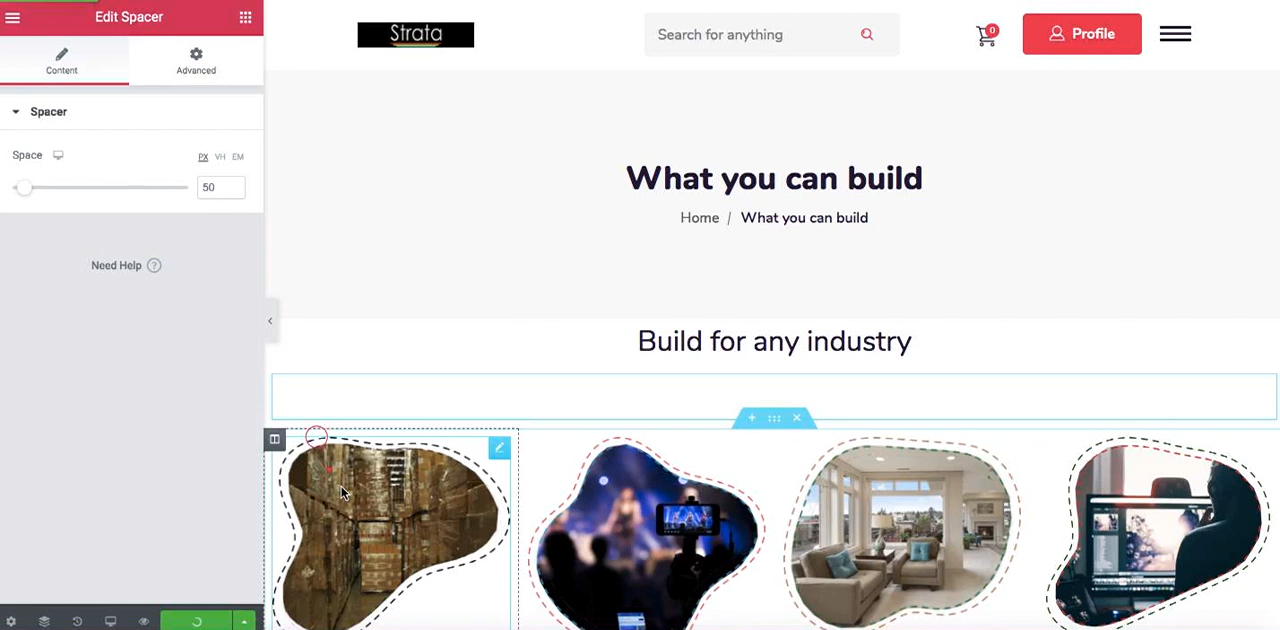 Edit Spacer
Content
Advanced
Spacer
Space
PX VH EM
50
Need Help ?
Strata
Search for anything
0
Profile
What you can build
Home / What you can build
Build for any industry